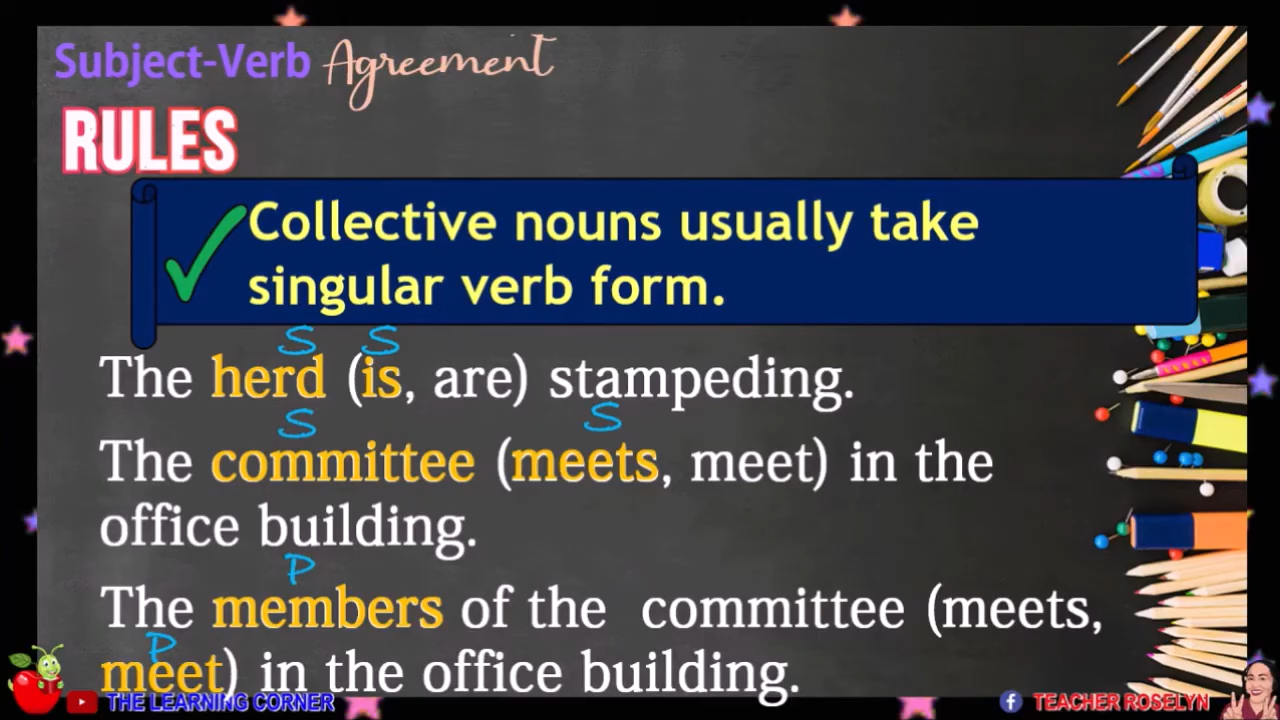 Subject-Verb Agreement
RULES
Collective nouns usually take
singular verb form.
S S
The herd (is, are) stampeding.
S S
The committee (meets, meet) in the
office building.
P
The members of the committee (meets,
P
meet) in the office building.
THE LEARNING CORNER TEACHER ROSELYN